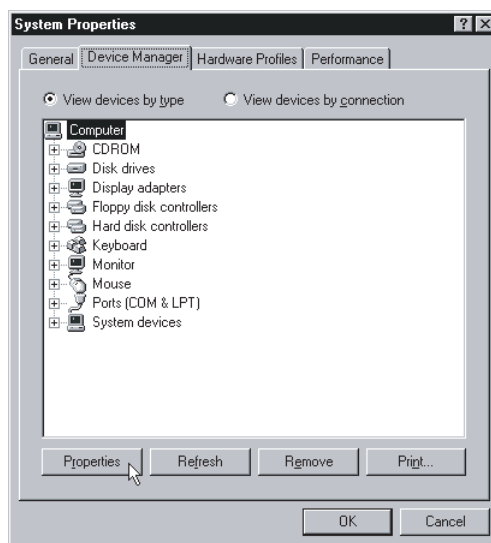 System Properties
General Device Manager Hardware Profiles Performance
View devices by type View devices by connection
Computer
CDROM
Disk drives
Display adapters
Floppy disk controllers
Hard disk controllers
Keyboard
Monitor
Mouse
Ports (COM & LPT)
System devices
Properties Refresh Remove Print...
OK Cancel